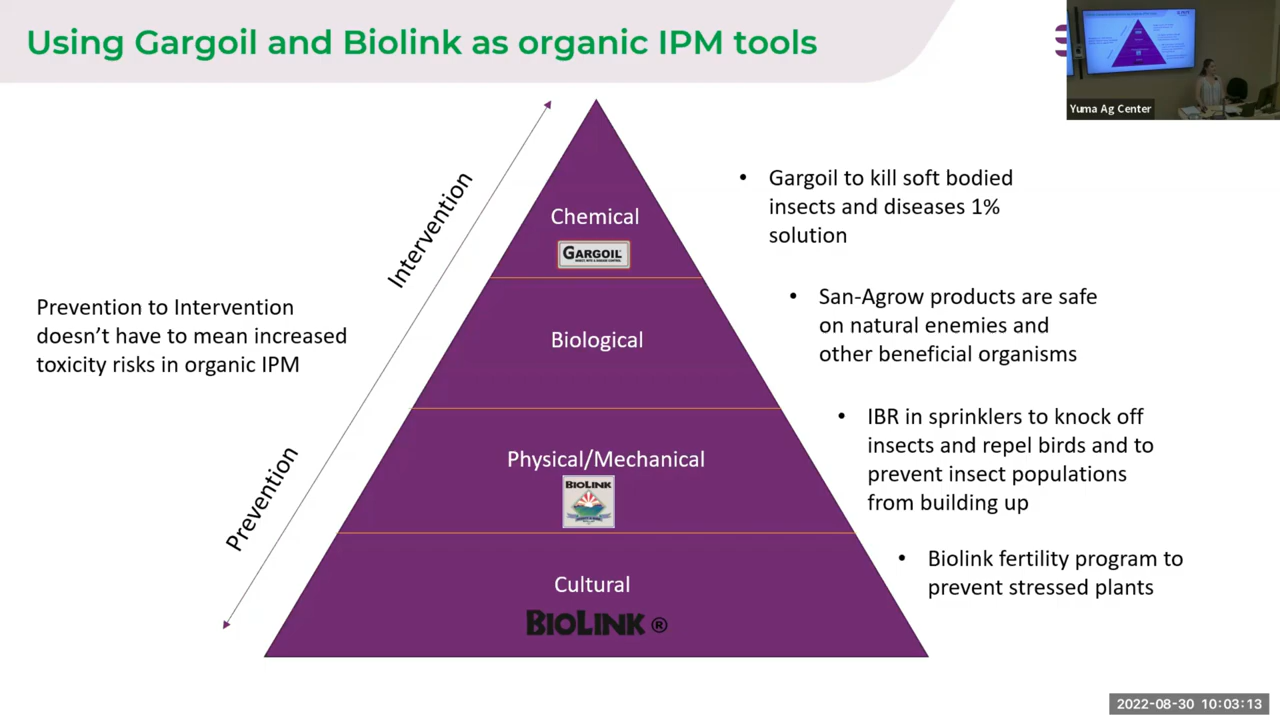 Using Gargoil and Biolink as organic IPM tools
Yuma Ag Center
Intervention
Prevention
Prevention to Intervention
doesn't have to mean increased
toxicity risks in organic IPM
Chemical
GARGOIL
Biological
Physical/Mechanical
BIOLINK
Cultural
BIOLINK ®
• Gargoil to kill soft bodied
insects and diseases 1%
solution
• San-Agrow products are safe
on natural enemies and
other beneficial organisms
• IBR in sprinklers to knock off
insects and repel birds and to
prevent insect populations
from building up
• Biolink fertility program to
prevent stressed plants
2022-08-30 10:03:13